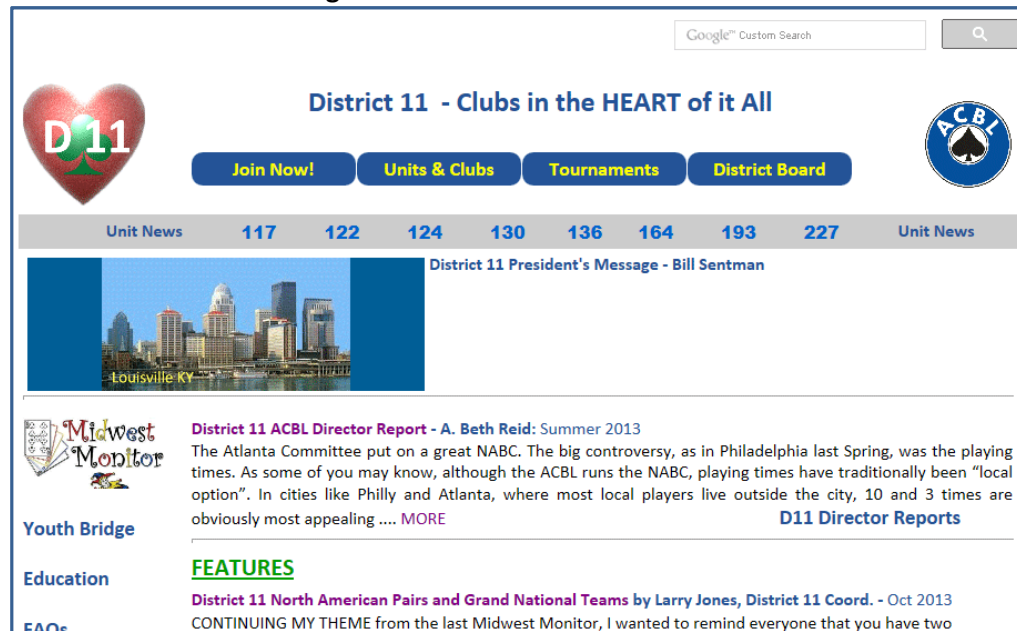 Google™ Custom Search
District 11 - Clubs in the HEART of it All
D 11
ACBL
Join Now! Units & Clubs Tournaments District Board
Unit News 117 122 124 130 136 164 193 227 Unit News
District 11 President's Message - Bill Sentman
Louisville KY
Midwest
Monitor
District 11 ACBL Director Report - A. Beth Reid: Summer 2013
The Atlanta Committee put on a great NABC. The big controversy, as in Philadelphia last Spring, was the playing
times. As some of you may know, although the ACBL runs the NABC, playing times have traditionally been “local
option”. In cities like Philly and Atlanta, where most local players live outside the city, 10 and 3 times are
obviously most appealing .... MORE
D11 Director Reports
Youth Bridge
Education
FAQs
FEATURES
District 11 North American Pairs and Grand National Teams by Larry Jones, District 11 Coord. - Oct 2013
CONTINUING MY THEME from the last Midwest Monitor, I wanted to remind everyone that you have two